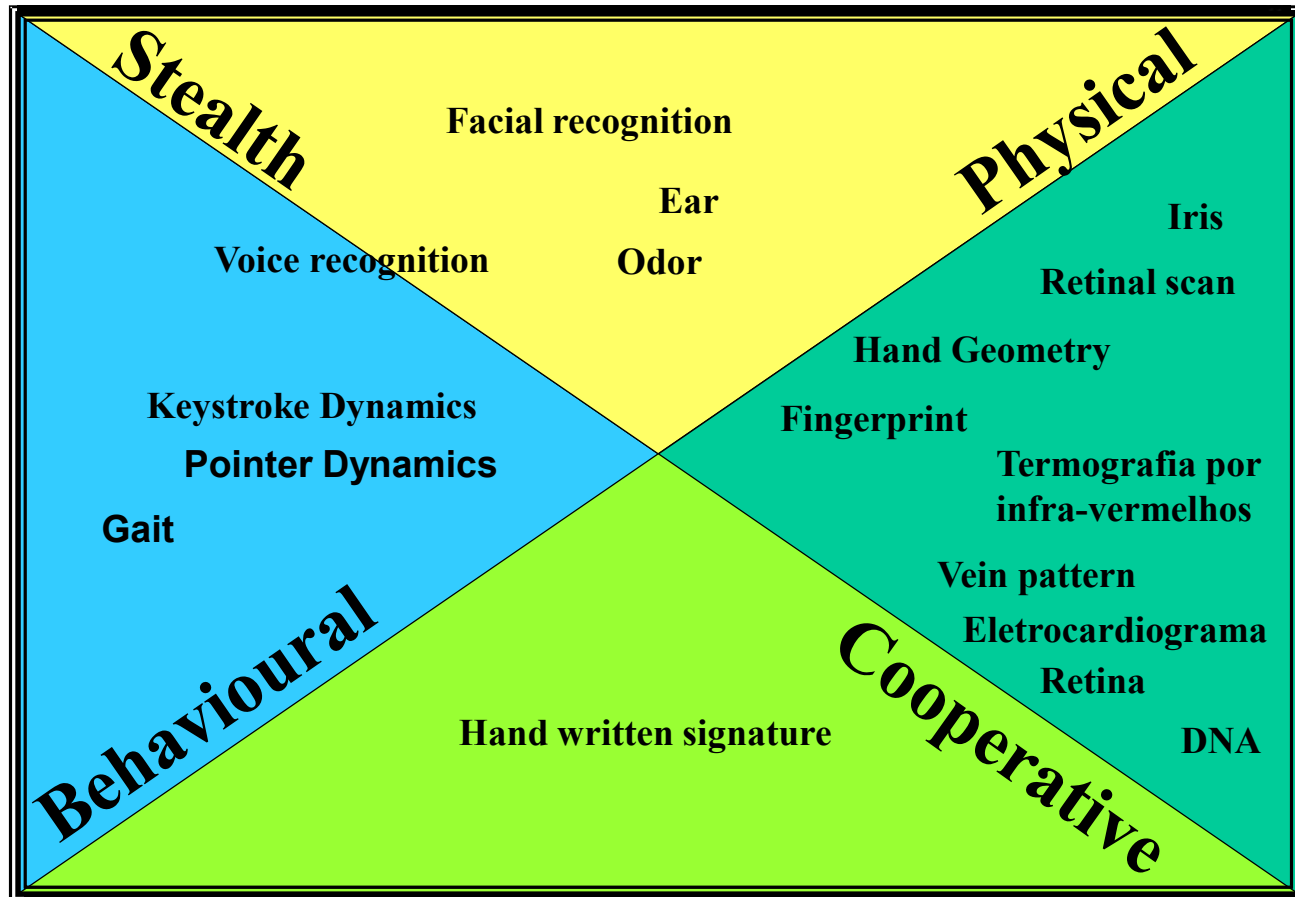 Stealth
Physical
Facial recognition
Ear
Iris
Voice recognition
Odor
Retinal scan
Hand Geometry
Keystroke Dynamics
Fingerprint
Pointer Dynamics
Termografia por
infra-vermelhos
Gait
Vein pattern
Eletrocardiograma
Retina
Behavioural
Cooperative
Hand written signature
DNA